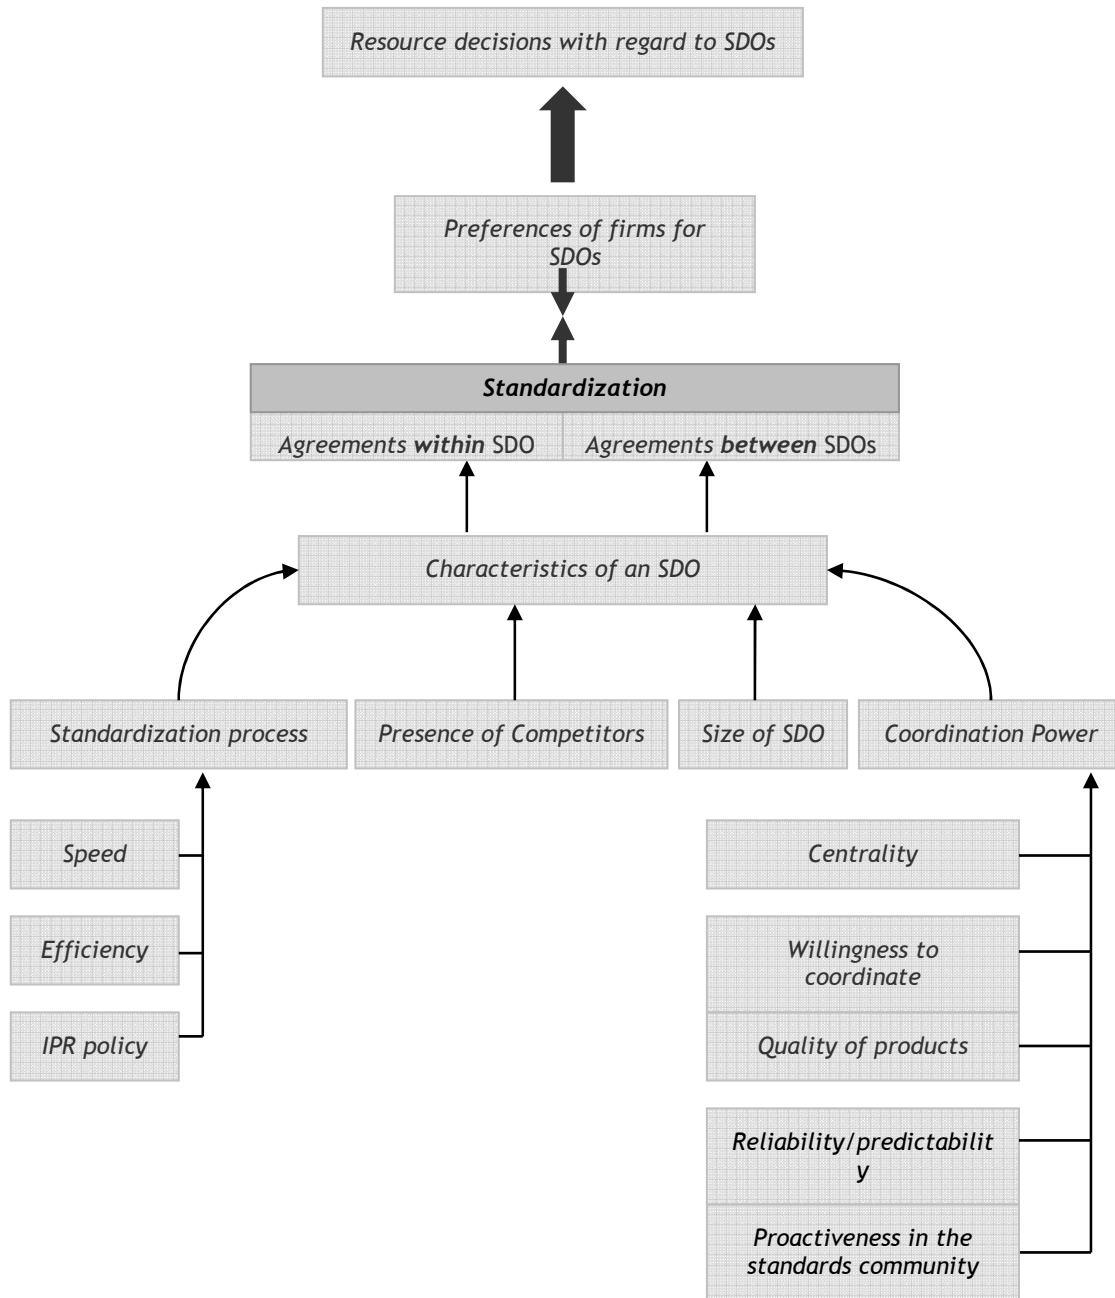 Resource decisions with regard to SDOs
Preferences of firms for
SDOs
Standardization
Agreements within SDO
Agreements between SDOs
Characteristics of an SDO
Standardization process
Presence of Competitors
Size of SDO
Coordination Power
Speed
Centrality
Efficiency
Willingness to
coordinate
IPR policy
Quality of products
Reliability/predictabilit
y
Proactiveness in the
standards community